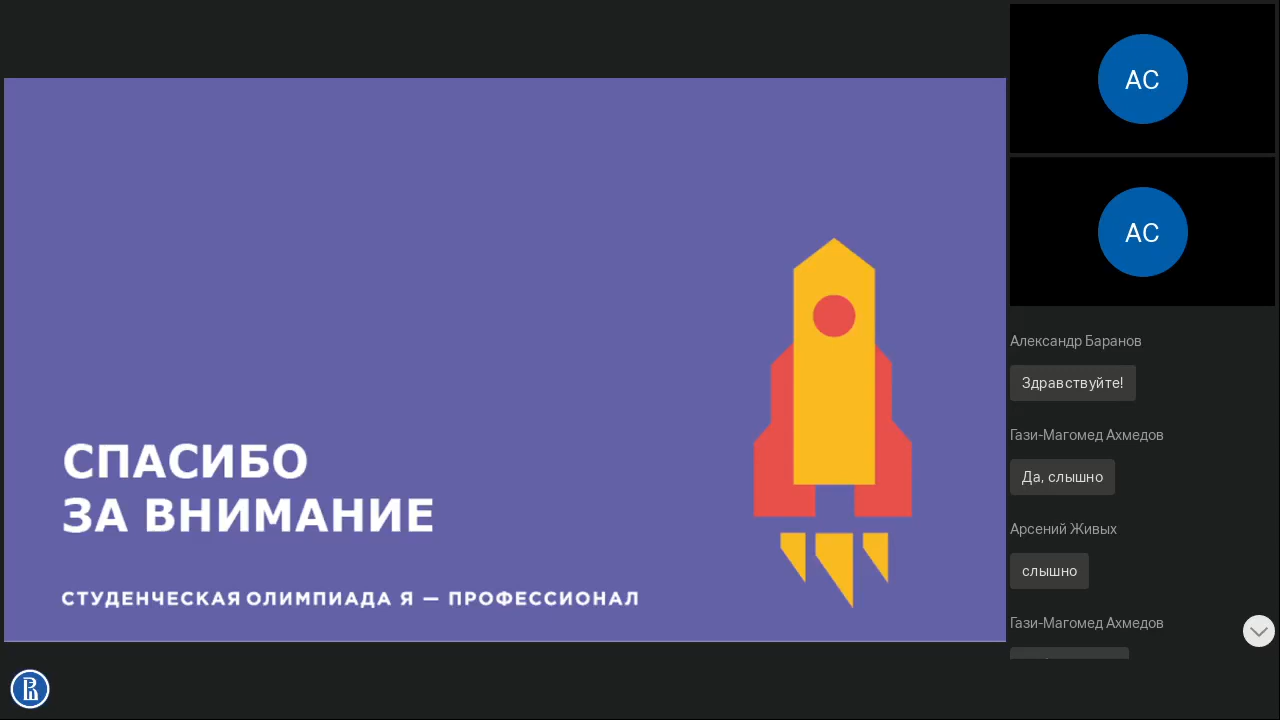 СПАСИБО
ЗА ВНИМАНИЕ
СТУДЕНЧЕСКАЯ ОЛИМПИАДА Я — ПРОФЕССИОНАЛ
АС
АС
Александр Баранов
Здравствуйте!
Гази-Магомед Ахмедов
Да, слышно
Арсений Живых
слышно
Гази-Магомед Ахмедов